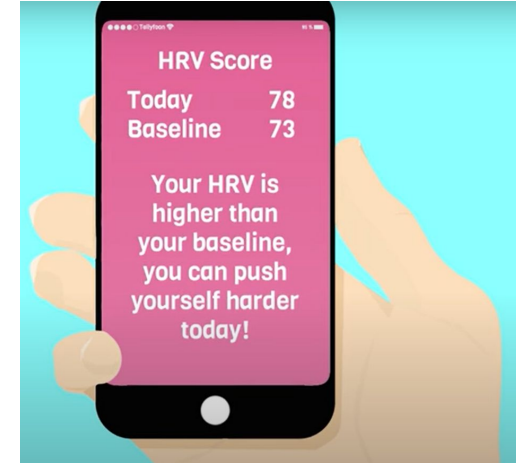 Tellyfoon
HRV Score
Today 78
Baseline 73
Your HRV is
higher than
your baseline,
you can push
yourself harder
today!